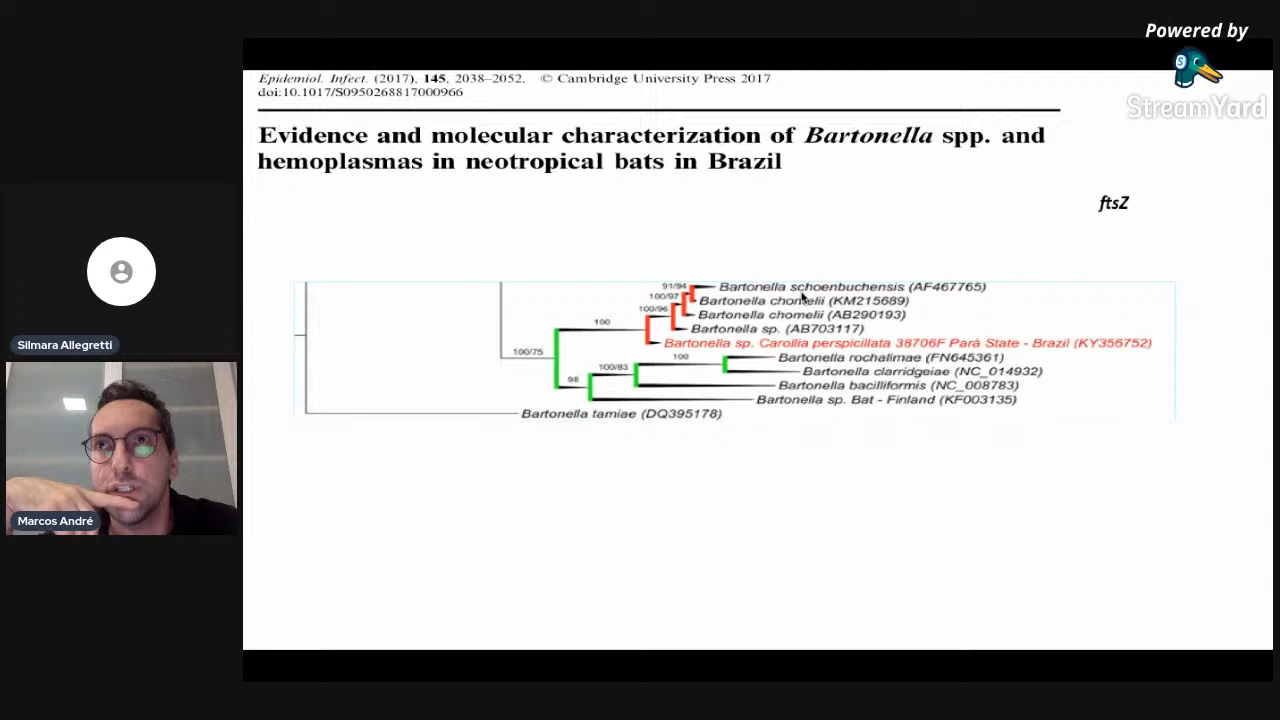 Powered by
StreamYard
Epidemiol. Infect. (2017), 145, 2038–2052. © Cambridge University Press 2017
doi:10.1017/S0950268817000966
Evidence and molecular characterization of Bartonella spp. and
hemoplasmas in neotropical bats in Brazil
ftsZ
91/94
Bartonella schoenbuchensis (AF467765)
100/97
Bartonella chomelii (KM215689)
100/96
Bartonella chomelii (AB290193)
100
Bartonella sp. (AB703117)
Bartonella sp. Carollia perspicillata 38706F Pará State - Brazil (KY356752)
100/75
100
Bartonella rochalimae (FN645361)
100/83
Bartonella clarridgeiae (NC_014932)
98
Bartonella bacilliformis (NC_008783)
Bartonella sp. Bat - Finland (KF003135)
Bartonella tamiae (DQ395178)
Silmara Allegretti
Marcos André